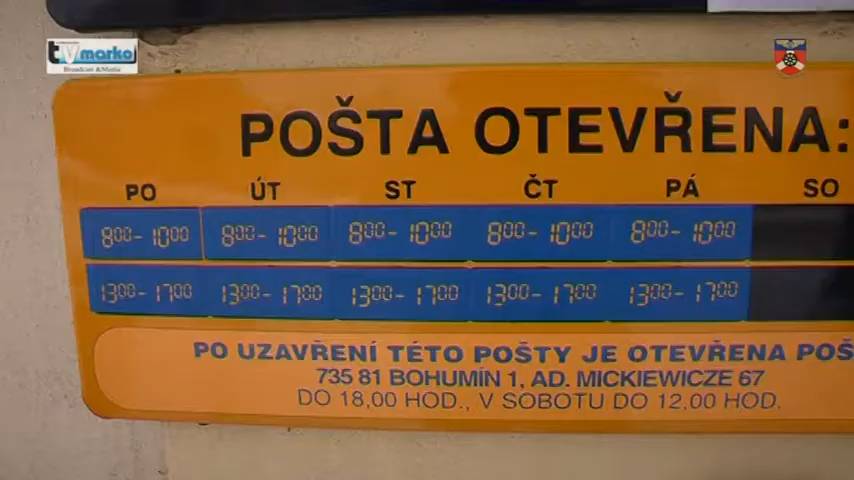 tvmarko
Broadcast & Media
POŠTA OTEVŘENA:
PO ÚT ST ČT PÁ SO
800-1000 800-1000 800-1000 800-1000 800-1000
1300-1700 1300-1700 1300-1700 1300-1700 1300-1700
PO UZAVŘENÍ TÉTO POŠTY JE OTEVŘENA POŠ
735 81 BOHUMÍN 1, AD. MICKIEWICZE 67
DO 18,00 HOD., V SOBOTU DO 12,00 HOD.